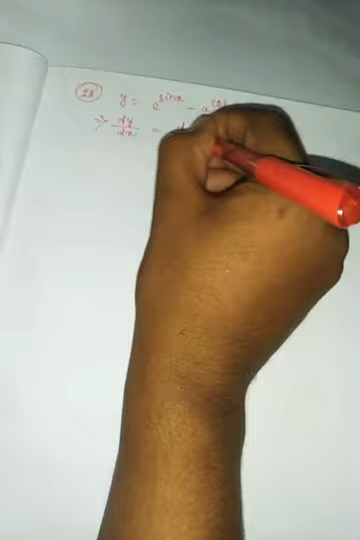 28
y = e^sinx - a^cos
⇒ dy/dx = d